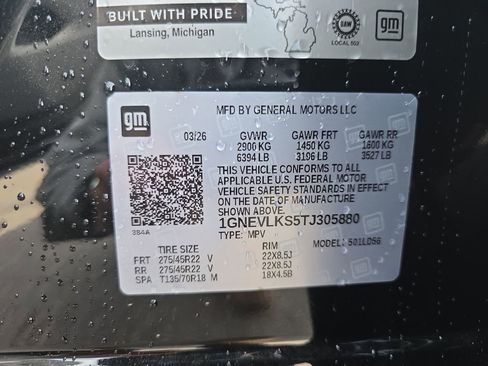 BUILT WITH PRIDE
Lansing, Michigan
UAW
LOCAL 602
gm
gm
MFD BY GENERAL MOTORS LLC
03/26 GVWR GAWR FRT GAWR RR
2900 KG 1450 KG 1600 KG
6394 LB 3196 LB 3527 LB
THIS VEHICLE CONFORMS TO ALL
APPLICABLE U.S. FEDERAL MOTOR
VEHICLE SAFETY STANDARDS IN EFFECT
ON THE DATE OF MANUFACTURE
SHOWN ABOVE.
1GNEVLKS5TJ305880
384A TYPE: MPV MODEL: 501LD56
TIRE SIZE RIM
FRT 275/45R22 V 22X8.5J
RR 275/45R22 V 22X8.5J
SPA T135/70R18 M 18X4.5B